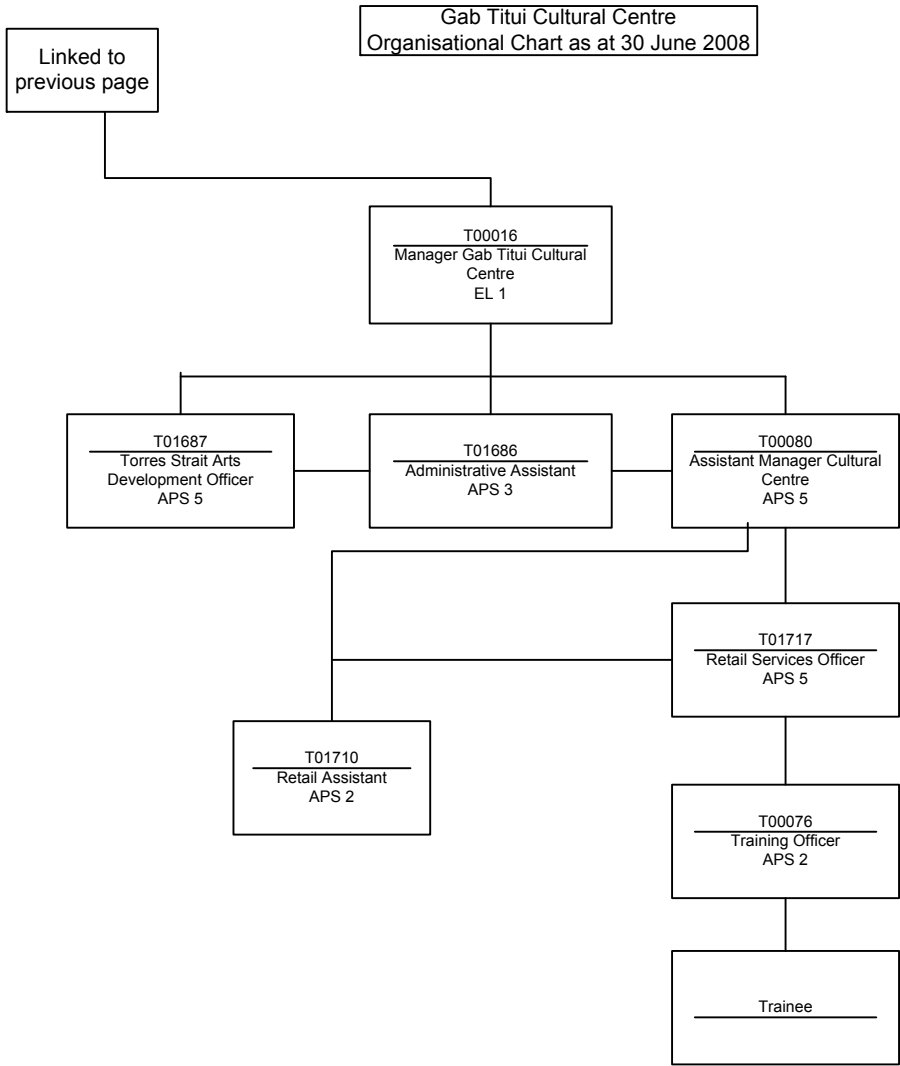 Gab Titui Cultural Centre
Organisational Chart as at 30 June 2008
Linked to
previous page
T00016
Manager Gab Titui Cultural
Centre
EL 1
T01687
Torres Strait Arts
Development Officer
APS 5
T01686
Administrative Assistant
APS 3
T00080
Assistant Manager Cultural
Centre
APS 5
T01717
Retail Services Officer
APS 5
T01710
Retail Assistant
APS 2
T00076
Training Officer
APS 2
Trainee